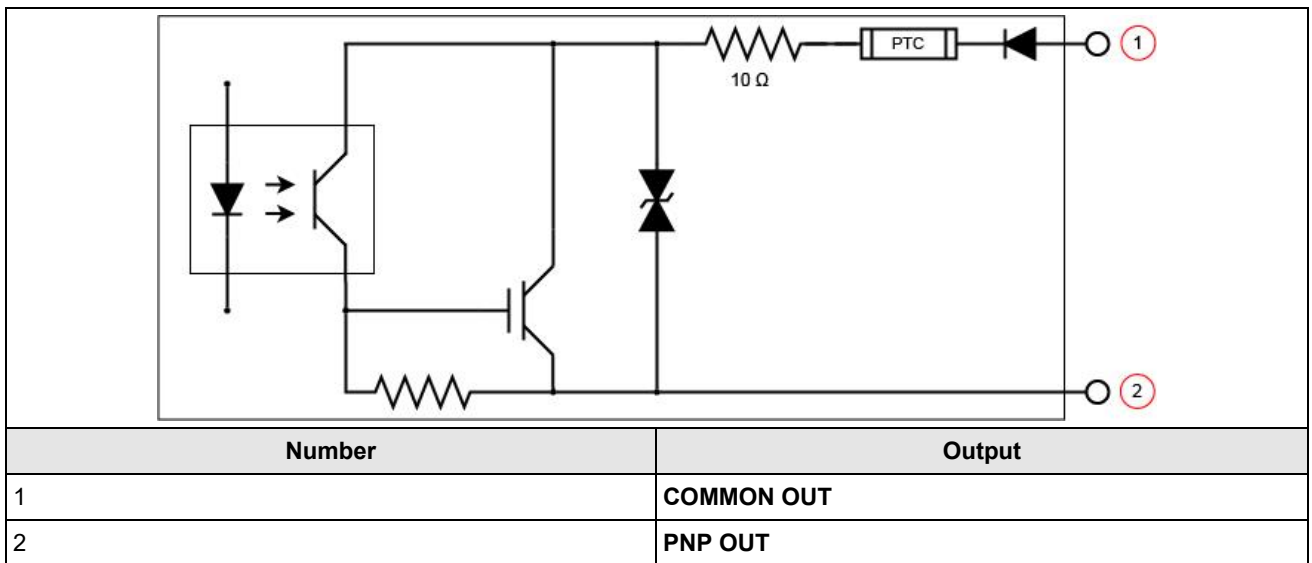 PTC 1
10 Ω
2
Number Output
1 COMMON OUT
2 PNP OUT